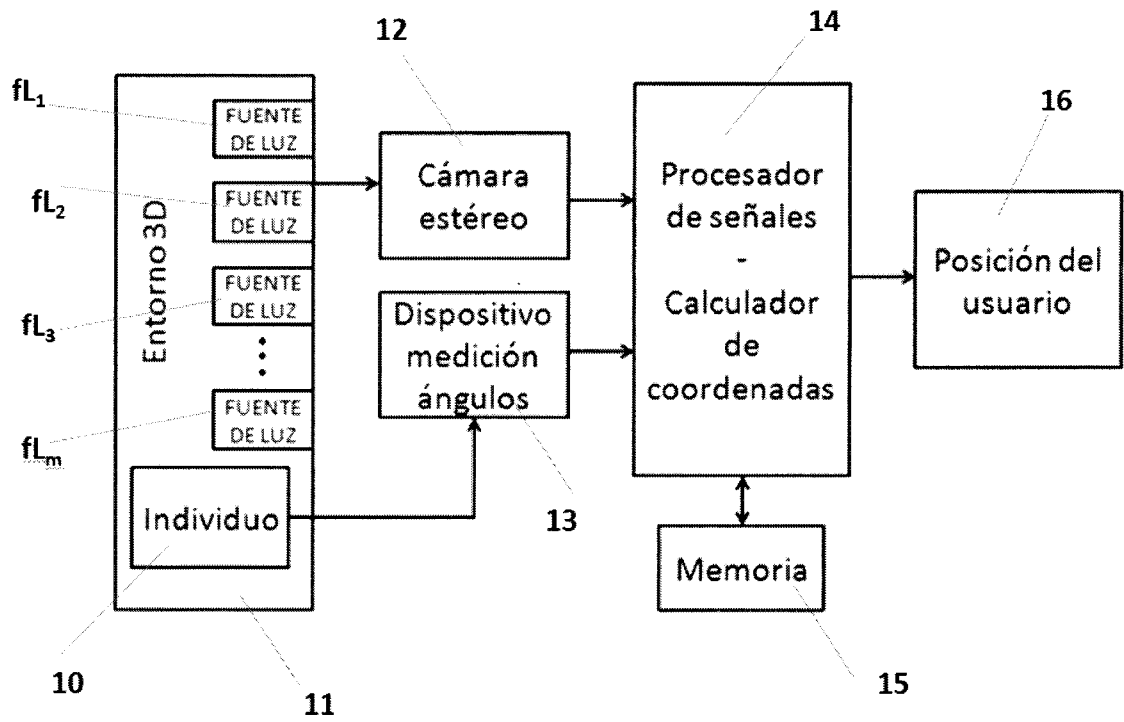 12
14
16
fL1
fL2
fL3
fLm
Entorno 3D
FUENTE
DE LUZ
FUENTE
DE LUZ
FUENTE
DE LUZ
FUENTE
DE LUZ
Individuo
10
11
Cámara
estéreo
Dispositivo
medición
ángulos
13
Procesador
de señales
-
Calculador
de
coordenadas
Memoria
15
Posición del
usuario